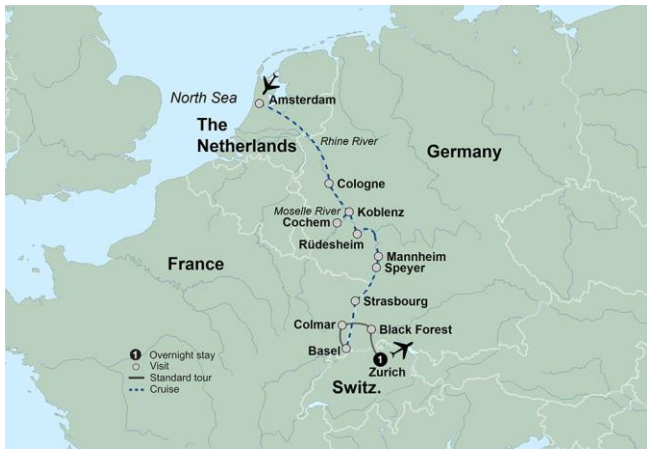 North Sea
Amsterdam
The
Netherlands
Rhine River
Germany
Cologne
Moselle River
Koblenz
Cochem
Rüdesheim
Mannheim
Speyer
France
Strasbourg
Colmar
Black Forest
Basel
1
Zurich
Switz.
1 Overnight stay
Visit
Standard tour
Cruise